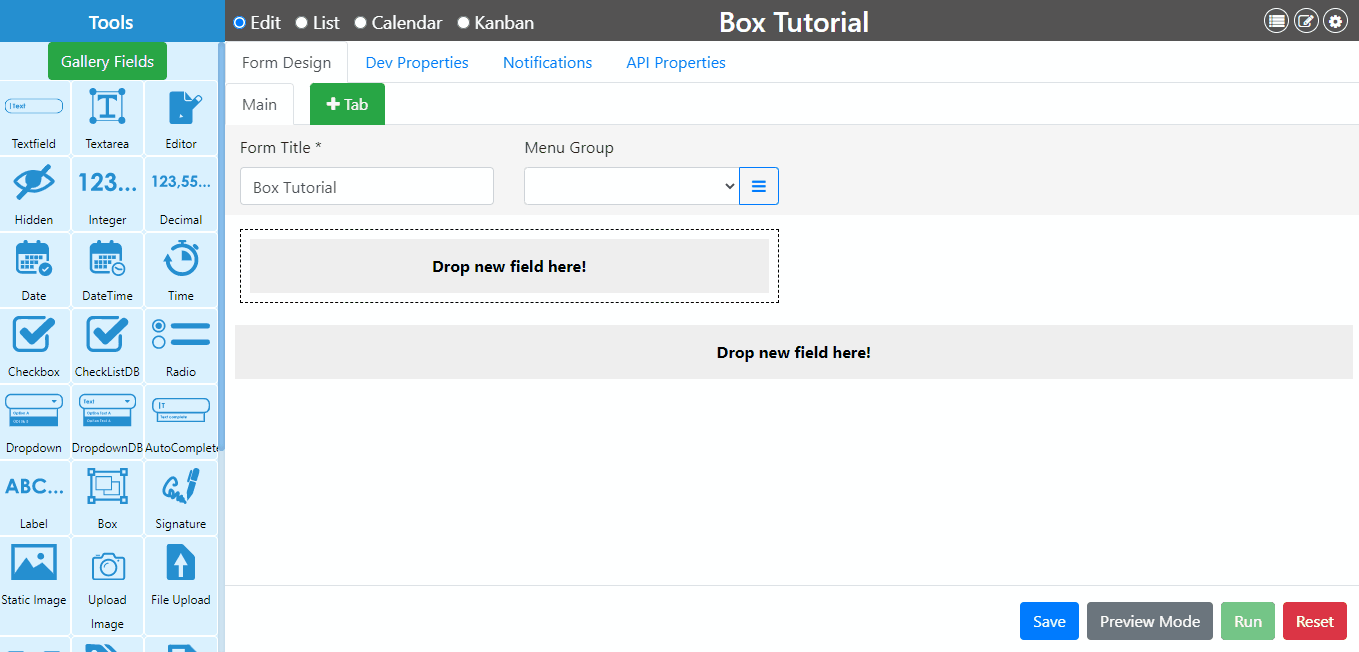 Tools
Edit List Calendar Kanban
Box Tutorial
Gallery Fields
Form Design Dev Properties Notifications API Properties
Main Tab
Form Title * Menu Group
Box Tutorial
Drop new field here!
Drop new field here!
Text
Textfield Textarea Editor
123... 123,55...
Hidden Integer Decimal
Date DateTime Time
Checkbox CheckListDB Radio
Text
Option A
Text complete
Dropdown DropdownDB AutoComplete
ABC...
Label Box Signature
Static Image Upload Image File Upload
Save Preview Mode Run Reset